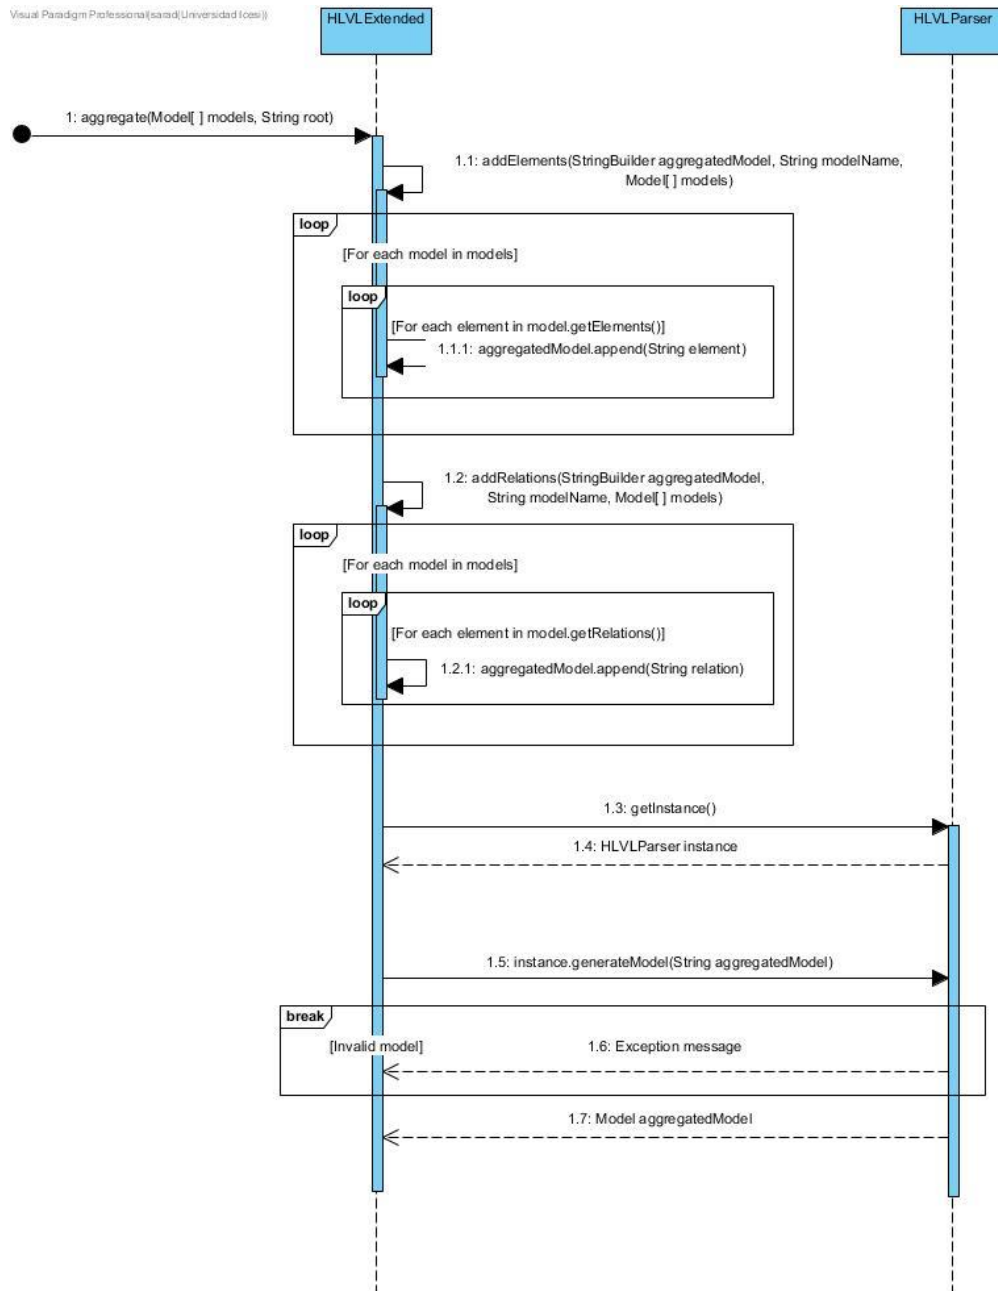 Visual Paradigm Professional(sarad(Universidad Icesi))
HLVLExtended
HLVLParser
1: aggregate(Model[ ] models, String root)
1.1: addElements(StringBuilder aggregatedModel, String modelName,
Model[ ] models)
loop
[For each model in models]
loop
[For each element in model.getElements()]
1.1.1: aggregatedModel.append(String element)
1.2: addRelations(StringBuilder aggregatedModel,
String modelName, Model[ ] models)
loop
[For each model in models]
loop
[For each element in model.getRelations()]
1.2.1: aggregatedModel.append(String relation)
1.3: getInstance()
1.4: HLVLParser instance
1.5: instance.generateModel(String aggregatedModel)
break
[Invalid model]
1.6: Exception message
1.7: Model aggregatedModel